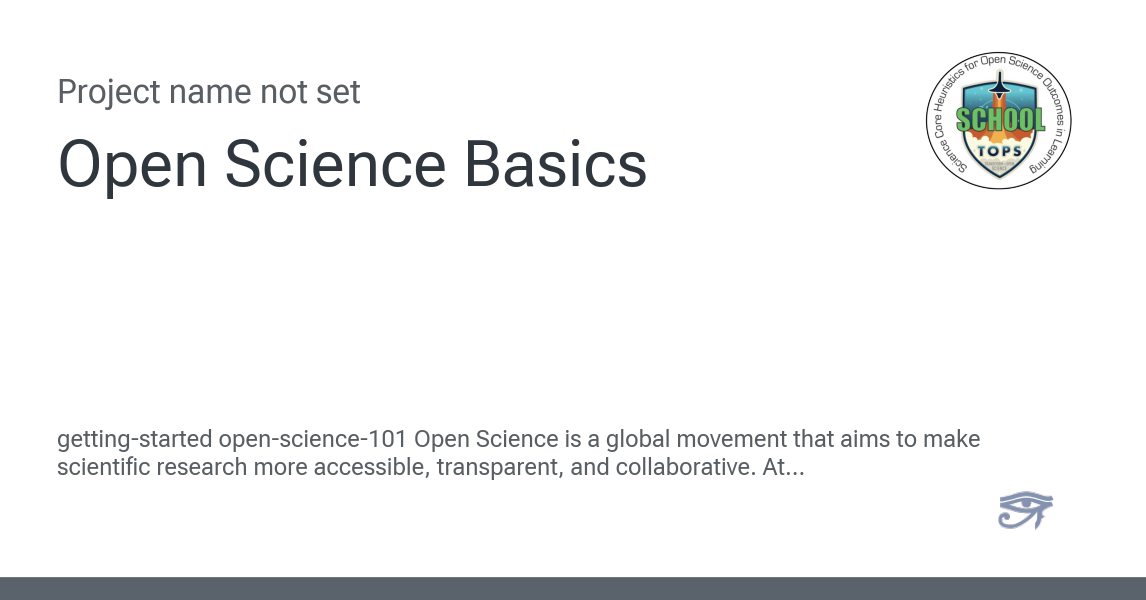 Project name not set
Open Science Basics
Science Core Heuristics for Open Science Outcomes in Learning
SCHOOL
TOPS
getting-started open-science-101 Open Science is a global movement that aims to make
scientific research more accessible, transparent, and collaborative. At...